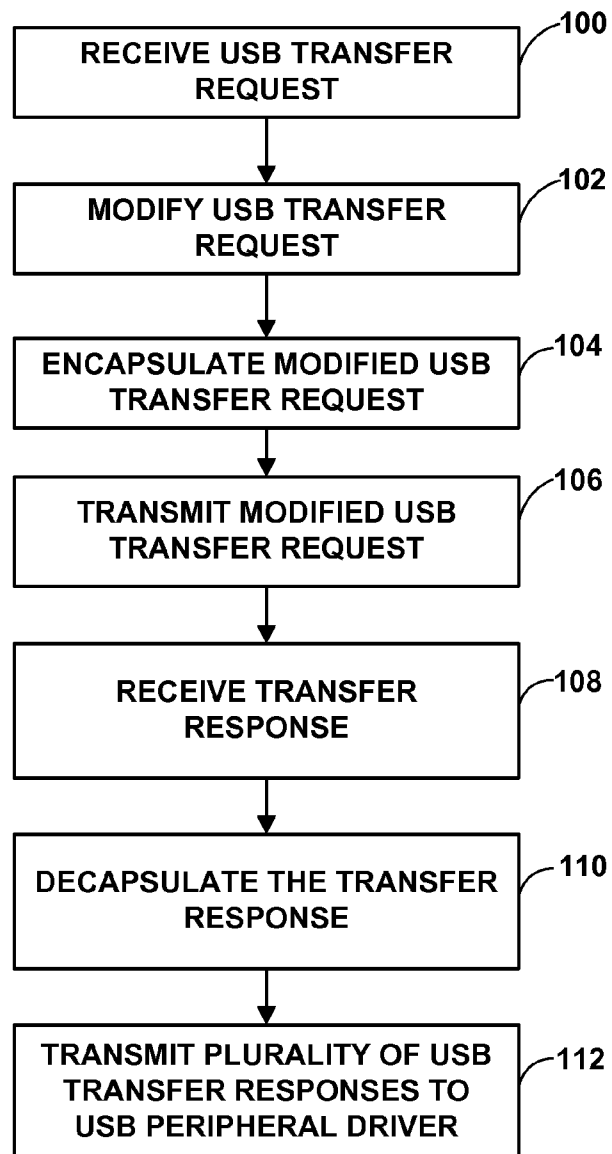 100
RECEIVE USB TRANSFER
REQUEST
102
MODIFY USB TRANSFER
REQUEST
104
ENCAPSULATE MODIFIED USB
TRANSFER REQUEST
106
TRANSMIT MODIFIED USB
TRANSFER REQUEST
108
RECEIVE TRANSFER
RESPONSE
110
DECAPSULATE THE TRANSFER
RESPONSE
112
TRANSMIT PLURALITY OF USB
TRANSFER RESPONSES TO
USB PERIPHERAL DRIVER